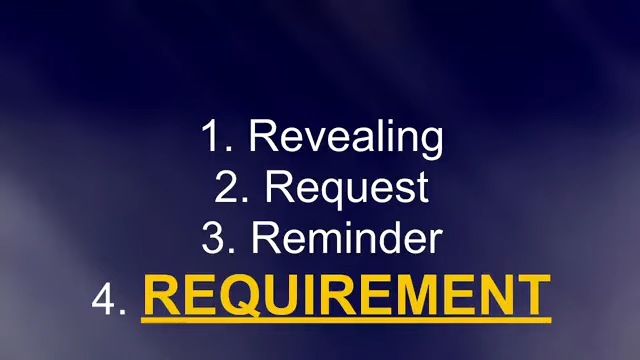 1. Revealing
2. Request
3. Reminder
4. REQUIREMENT